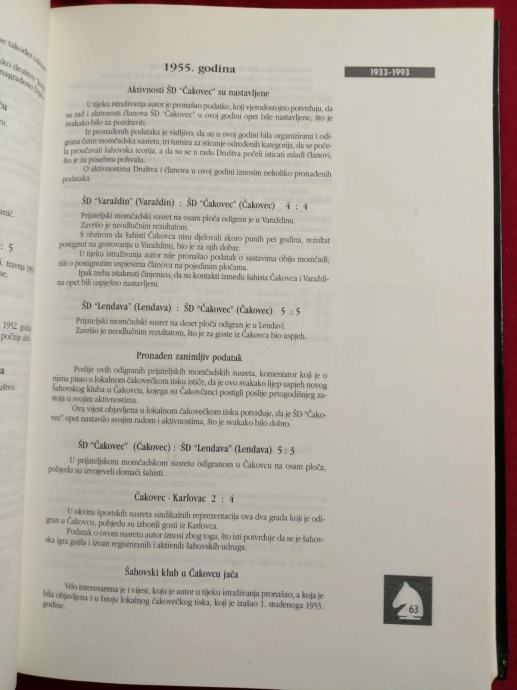 se također odnosi
sko društvo
nagrađeno
ču
ni.
anić.
: 5
travnja 195
ne.
1952. godin
počinje
a
uštvo
1955. godina
1933-1993
Aktivnosti ŠD "Čakovec" su nastavljene
U tijeku istraživanja autor je pronašao podatke, koji vjerodostojno potvrđuju, da
su rad i aktivnosti članova ŠD "Čakovec" u ovoj godini opet bile nastavljene, što je
svakako bilo za pozdraviti.
Iz pronađenih podataka je vidljivo, da su u ovoj godini bila organizirana i odi-
grana četiri momčadska susreta, tri turnira za sticanje određenih kategorija, da se poče-
la proučavati šahovska teorija, a da su se u radu Društva počeli isticati mlađi članovi,
što je za posebnu pohvalu.
O aktivnostima Društva i članova u ovoj godini iznosim nekoliko pronađenih
podataka.
ŠD "Varaždin" (Varaždin) : ŠD "Čakovec" (Čakovec) 4 : 4
Prijateljski momčadski susret na osam ploča odigran je u Varaždinu.
Završio je neodlučnim rezultatom.
S obzirom da šahisti Čakovca nisu djelovali skoro punih pet godina, rezultat
postignut na gostovanju u Varaždinu, bio je za njih dobar.
U tijeku istraživanja autor nije pronašao podatak o sastavima obiju momčadi,
niti o postignutim uspjesima članova na pojedinim pločama.
Ipak treba istaknuti činjenicu, da su kontakti između šahista Čakovca i Varaždi-
na opet bili uspješno nastavljeni.
ŠD "Lendava" (Lendava) : ŠD "Čakovec" (Čakovec) 5 : 5
Prijateljski momčadski susret na deset ploča odigran je u Lendavi.
Završio je neodlučnim rezultatom, što je za goste iz Čakovca bio uspjeh.
Pronađen zanimljiv podatak
Poslije ovih odigranih prijateljskih momčadskih susreta, komentator koji je o
njima pisao u lokalnom čakovečkom tisku ističe, da je ovo svakako lijep uspjeh novog
Šahovskog kluba u Čakovcu, kojega su Čakovčanci postigli poslije petogodišnjeg za-
stoja u svojim aktivnostima.
Ova vijest objavljena u lokalnom čakovečkom tisku potvrđuje, da je ŠD "Čako-
vec" opet nastavilo svojim radom i aktivnostima, što je svakako bilo dobro.
ŠD "Čakovec" (Čakovec) : ŠD "Lendava" (Lendava) 5 : 3
U prijateljskom momčadskom susretu odigranom u Čakovcu na osam ploča,
pobjedu su izvojevali domaći šahisti.
Čakovec - Karlovac 2 : 4
U okviru športskih susreta sindikalnih reprezentacija ova dva grada koji je odi-
gran u Čakovcu, pobjedu su izborili gosti iz Karlovca.
Podatak o ovom susretu autor iznosi zbog toga, što isti potvrđuje da se je šahov-
ska igra gajila i izvan registriranih i aktivnih šahovskih udruga.
Šahovski klub u Čakovcu jača
Vrlo interesantna je i vijest, koju je autor u tijeku istraživanja pronašao, a koja je
bila objavljena i u broju lokalnog čakovečkog tiska, koji je izašao 1. studenoga 1955.
godine.
63